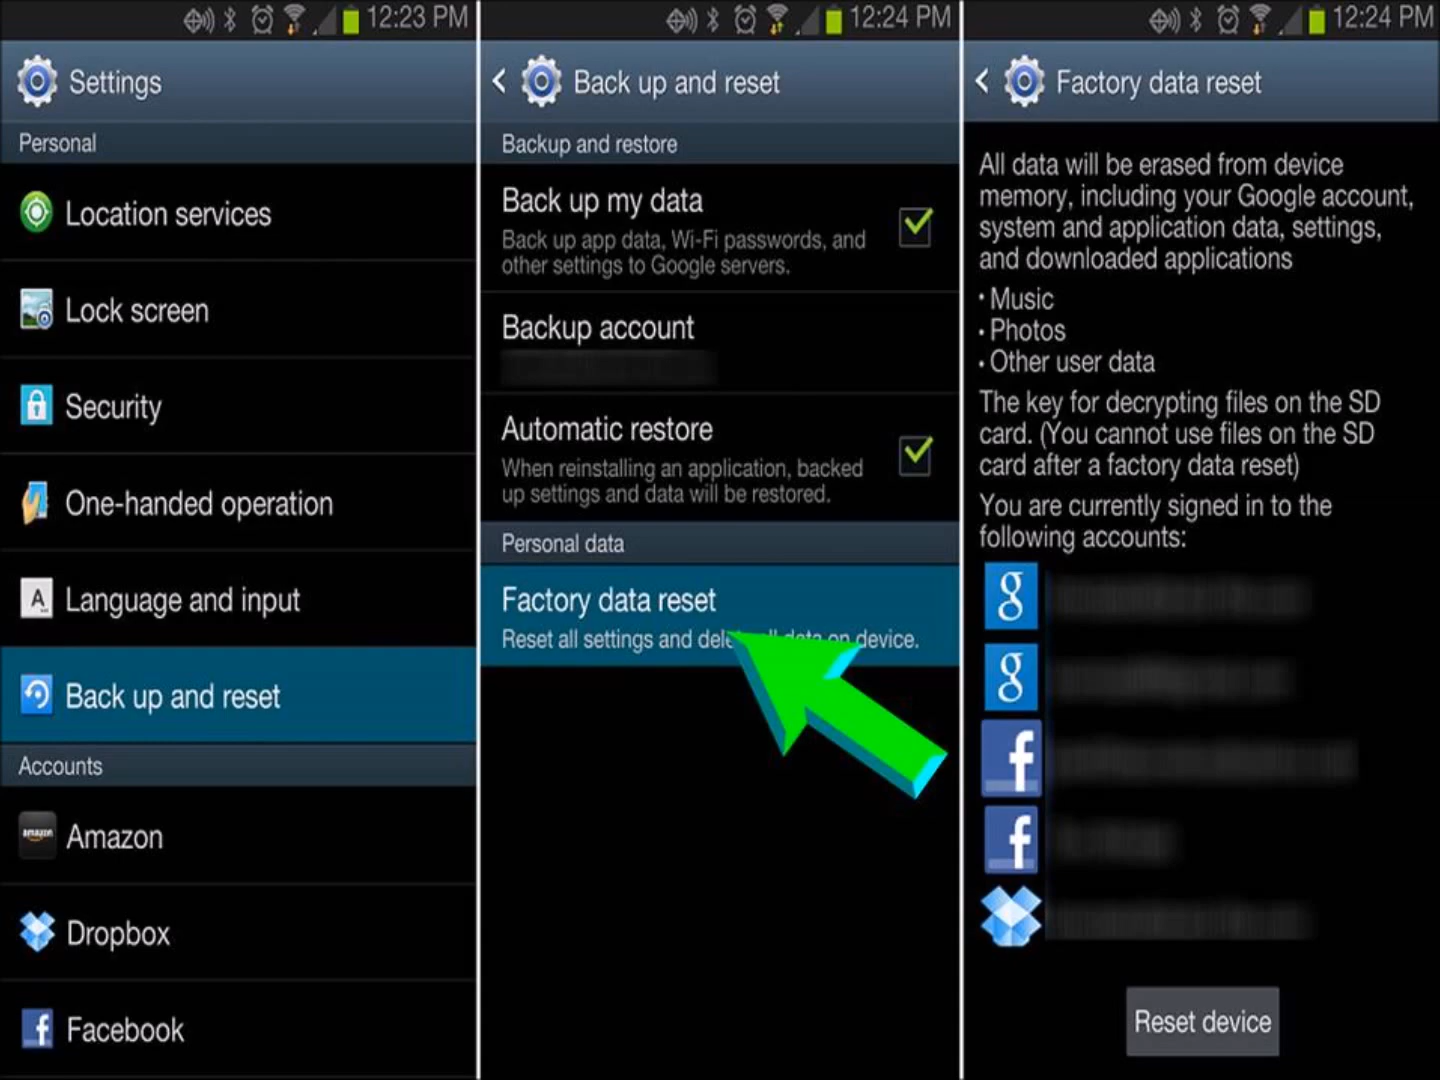 12:23 PM
Settings
Personal
Location services
Lock screen
Security
One-handed operation
A
Language and input
Back up and reset
Accounts
amazon
Amazon
Dropbox
f
Facebook
12:24 PM
Back up and reset
Backup and restore
Back up my data
Back up app data, Wi-Fi passwords, and
other settings to Google servers.
Backup account
Automatic restore
When reinstalling an application, backed
up settings and data will be restored.
Personal data
Factory data reset
Reset all settings and data on device.
12:24 PM
Factory data reset
All data will be erased from device
memory, including your Google account,
system and application data, settings,
and downloaded applications
• Music
• Photos
• Other user data
The key for decrypting files on the SD
card. (You cannot use files on the SD
card after a factory data reset)
You are currently signed in to the
following accounts:
g
g
f
f
Reset device